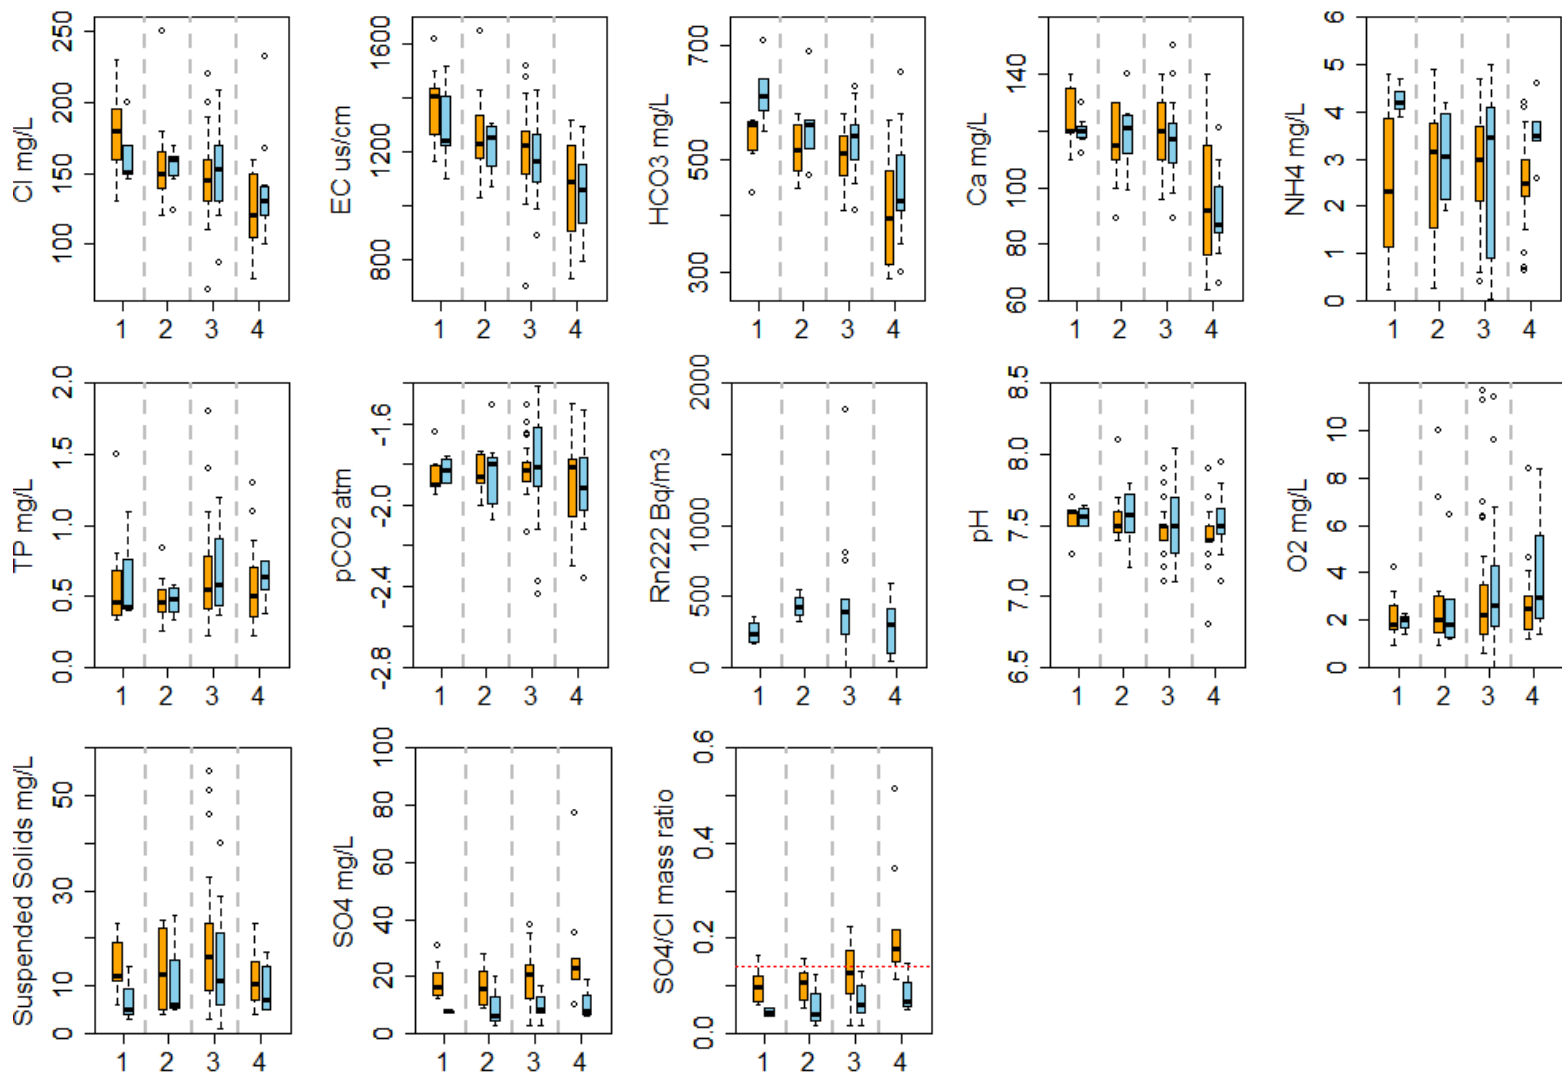 Cl mg/L
250
200
150
100
1 2 3 4
EC us/cm
1600
1200
800
1 2 3 4
HCO3 mg/L
700
500
300
1 2 3 4
Ca mg/L
140
100
80
60
1 2 3 4
NH4 mg/L
6
5
4
3
2
1
0
1 2 3 4
TP mg/L
2.0
1.5
1.0
0.5
0.0
1 2 3 4
pCO2 atm
-1.6
-2.0
-2.4
-2.8
1 2 3 4
Rn222 Bq/m3
2000
1000
500
0
1 2 3 4
pH
8.5
8.0
7.5
7.0
6.5
1 2 3 4
O2 mg/L
10
8
6
4
2
0
1 2 3 4
Suspended Solids mg/L
50
30
10
0
1 2 3 4
SO4 mg/L
100
80
60
40
20
0
1 2 3 4
SO4/Cl mass ratio
0.6
0.4
0.2
0.0
1 2 3 4